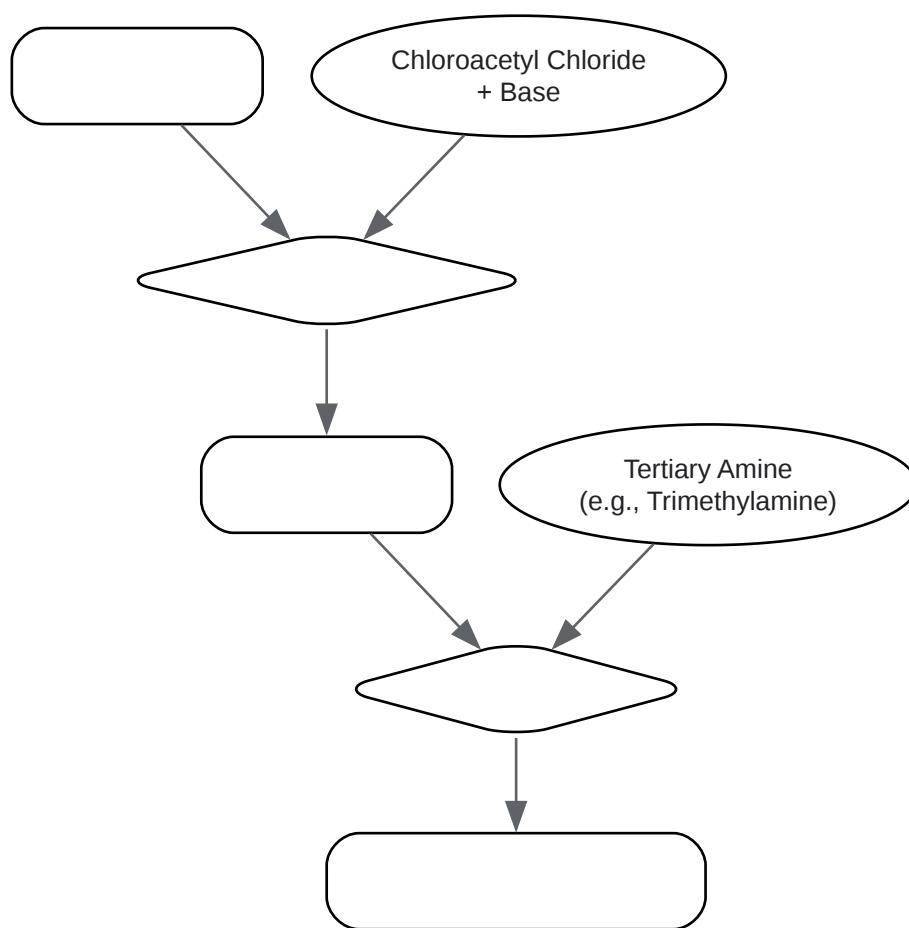 Chloroacetyl Chloride
+ Base
Tertiary Amine
(e.g., Trimethylamine)